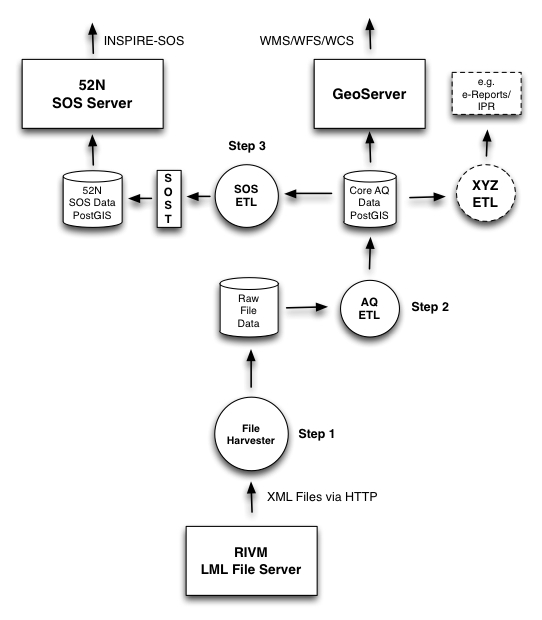 INSPIRE-SOS
WMS/WFS/WCS
52N
SOS Server
GeoServer
e.g.
e-Reports/
IPR
Step 3
52N
SOS Data
PostGIS
S
O
S
T
SOS
ETL
Core AQ
Data
PostGIS
XYZ
ETL
Raw
File
Data
AQ
ETL
Step 2
File
Harvester
Step 1
XML Files via HTTP
RIVM
LML File Server